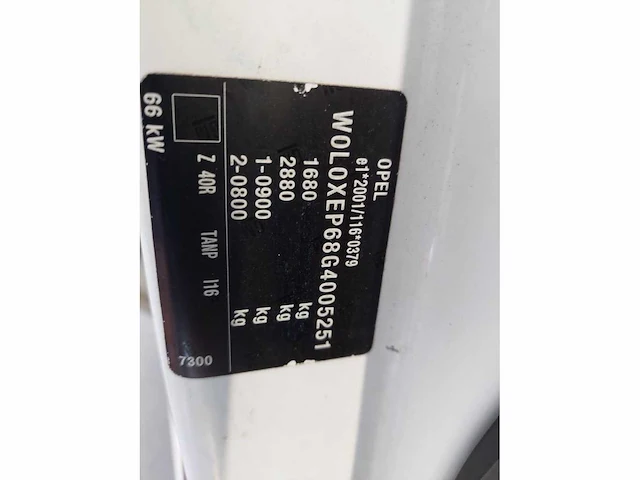 OPEL
e1*2001/116*0379
W0L0XEP68G4005251
1680 kg
2880 kg
1-0900 kg
2-0800 kg
Z 40R TANP I16
66 kW
7300